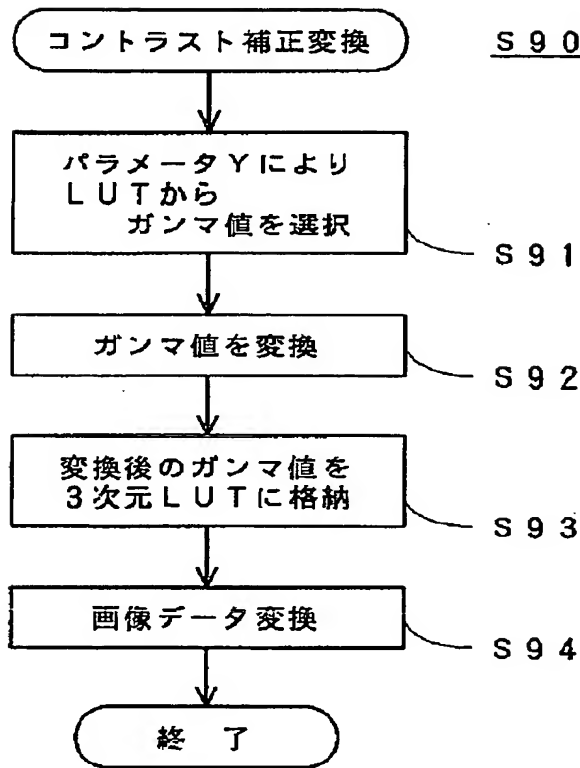 コントラスト補正変換
S90
パラメータYにより
LUTから
ガンマ値を選択
S91
ガンマ値を変換
S92
変換後のガンマ値を
3次元LUTに格納
S93
画像データ変換
S94
終了